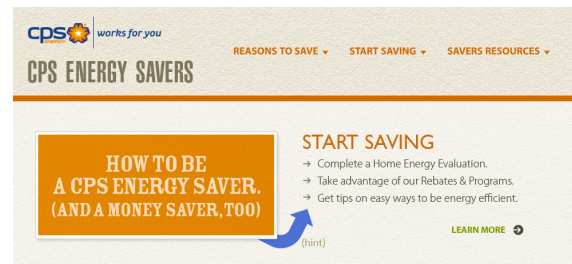 cps ENERGY works for you
CPS ENERGY SAVERS
REASONS TO SAVE START SAVING SAVERS RESOURCES
HOW TO BE
A CPS ENERGY SAVER.
(AND A MONEY SAVER, TOO)
START SAVING
→ Complete a Home Energy Evaluation.
→ Take advantage of our Rebates & Programs.
→ Get tips on easy ways to be energy efficient.
(hint)
LEARN MORE